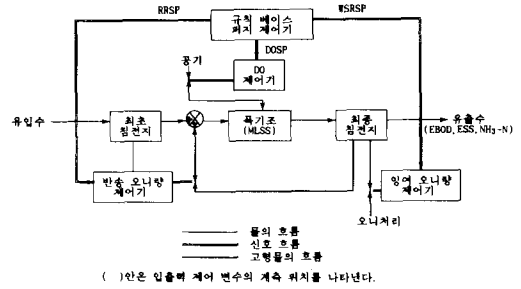 RRSP
규칙 베이스
퍼지 제어기
WSRSP
DOSP
공기
DO
제어기
유입수
최초
침전지
폭기조
(MLSS)
최종
침전지
유출수
(EBOD, ESS, NH₃-N)
반송 오니량
제어기
잉여 오니량
제어기
오니처리
물의 흐름
신호 흐름
고형물의 흐름
( )안은 입출력 제어 변수의 계측 위치를 나타낸다.